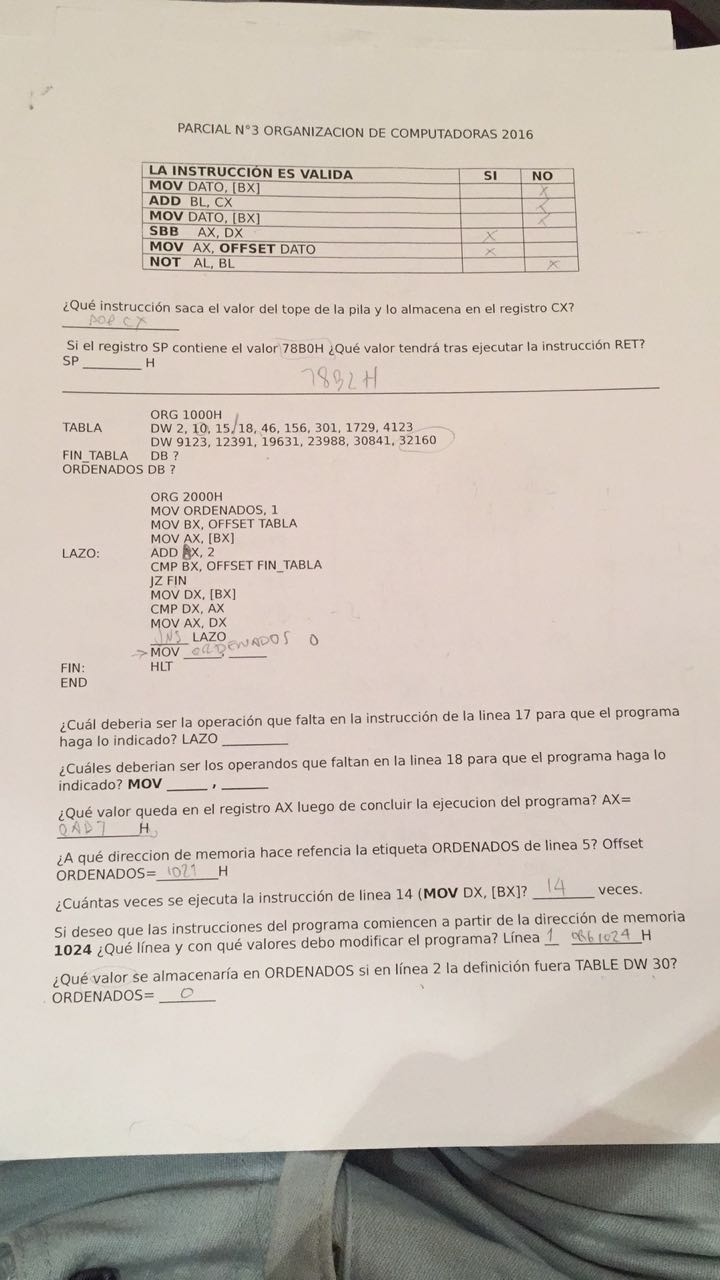 PARCIAL N°3 ORGANIZACION DE COMPUTADORAS 2016
LA INSTRUCCIÓN ES VALIDA SI NO
MOV DATO, [BX] X
ADD BL, CX X
MOV DATO, [BX] X
SBB AX, DX X
MOV AX, OFFSET DATO X
NOT AL, BL X
¿Qué instrucción saca el valor del tope de la pila y lo almacena en el registro CX?
POP CX
Si el registro SP contiene el valor 78B0H ¿Qué valor tendrá tras ejecutar la instrucción RET?
SP ________ H
78B2H
ORG 1000H
TABLA DW 2, 10, 15, 18, 46, 156, 301, 1729, 4123
DW 9123, 12391, 19631, 23988, 30841, 32160
FIN_TABLA DB ?
ORDENADOS DB ?
ORG 2000H
MOV ORDENADOS, 1
MOV BX, OFFSET TABLA
MOV AX, [BX]
LAZO: ADD BX, 2
CMP BX, OFFSET FIN_TABLA
JZ FIN
MOV DX, [BX]
CMP DX, AX
MOV AX, DX
JNS LAZO
→ MOV ORDENADOS, 0
FIN: HLT
END
¿Cuál deberia ser la operación que falta en la instrucción de la linea 17 para que el programa
haga lo indicado? LAZO ________
¿Cuáles deberian ser los operandos que faltan en la linea 18 para que el programa haga lo
indicado? MOV _____ , ______
¿Qué valor queda en el registro AX luego de concluir la ejecucion del programa? AX=
0AD7 H
¿A qué direccion de memoria hace refencia la etiqueta ORDENADOS de linea 5? Offset
ORDENADOS= 1021 H
¿Cuántas veces se ejecuta la instrucción de linea 14 (MOV DX, [BX]? 14 veces.
Si deseo que las instrucciones del programa comiencen a partir de la dirección de memoria
1024 ¿Qué línea y con qué valores debo modificar el programa? Línea 1 ORG 1024 H
¿Qué valor se almacenaría en ORDENADOS si en línea 2 la definición fuera TABLE DW 30?
ORDENADOS= 0